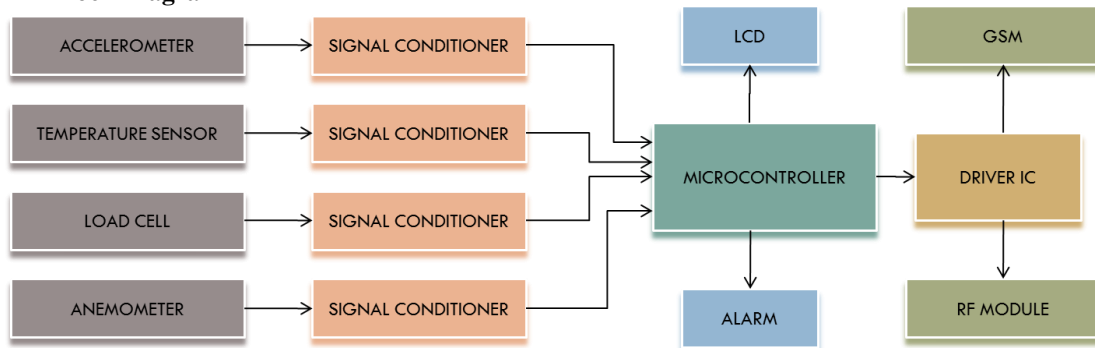 ACCELEROMETER
SIGNAL CONDITIONER
LCD
GSM
TEMPERATURE SENSOR
SIGNAL CONDITIONER
MICROCONTROLLER
DRIVER IC
LOAD CELL
SIGNAL CONDITIONER
ANEMOMETER
SIGNAL CONDITIONER
ALARM
RF MODULE